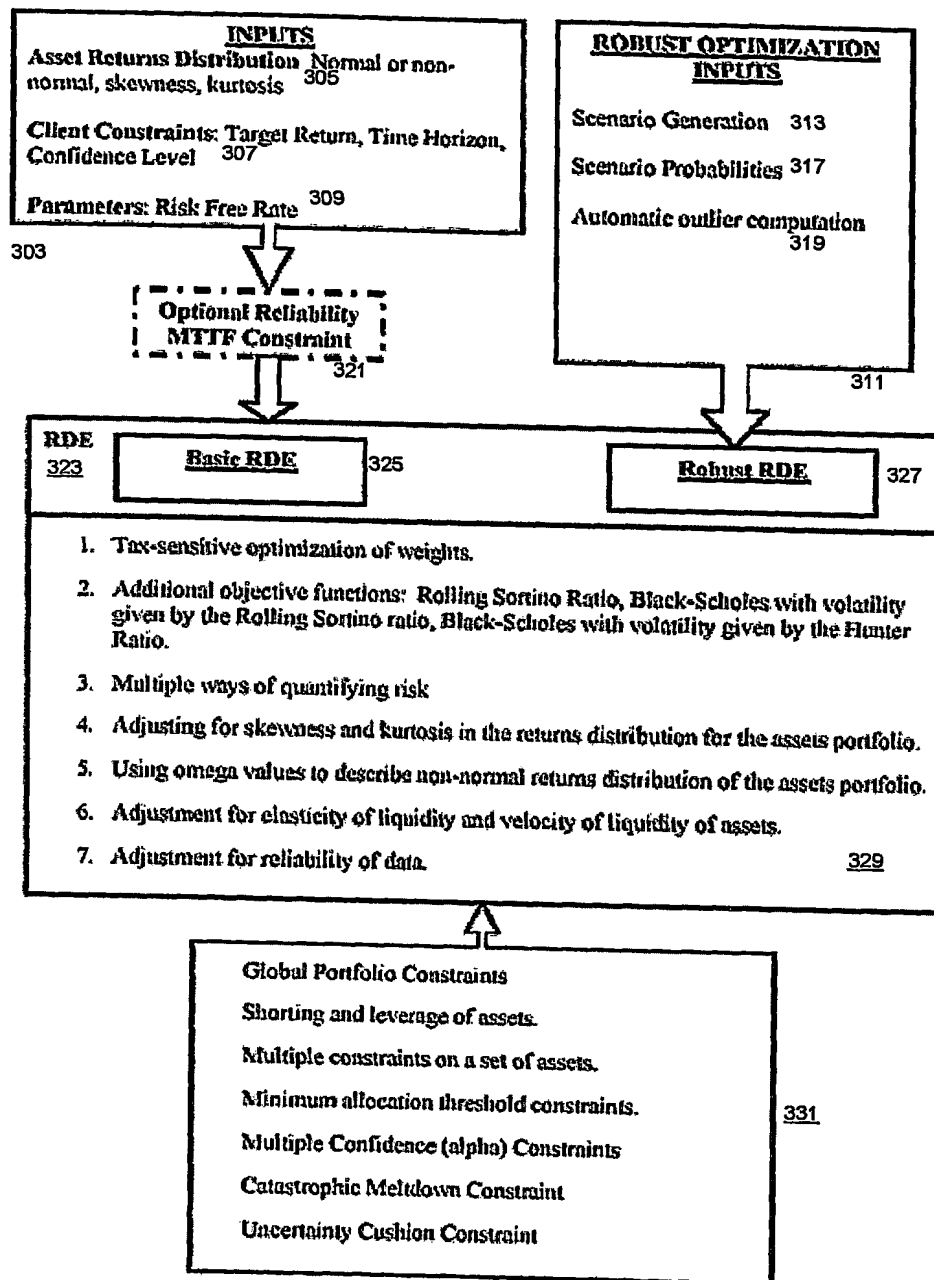 INPUTS
Asset Returns Distribution Normal or non-
normal, skewness, kurtosis 305
Client Constraints: Target Return, Time Horizon,
Confidence Level 307
Parameters: Risk Free Rate 309
303
ROBUST OPTIMIZATION
INPUTS
Scenario Generation 313
Scenario Probabilities 317
Automatic outlier computation
319
311
Optional Reliability
MTTF Constraint
321
RDE
323
Basic RDE
325
Robust RDE
327
1. Tax-sensitive optimization of weights.
2. Additional objective functions: Rolling Sortino Ratio, Black-Scholes with volatility
given by the Rolling Sortino ratio, Black-Scholes with volatility given by the Hunter
Ratio.
3. Multiple ways of quantifying risk
4. Adjusting for skewness and kurtosis in the returns distribution for the assets portfolio.
5. Using omega values to describe non-normal returns distribution of the assets portfolio.
6. Adjustment for elasticity of liquidity and velocity of liquidity of assets.
7. Adjustment for reliability of data.
329
Global Portfolio Constraints
Shorting and leverage of assets.
Multiple constraints on a set of assets.
Minimum allocation threshold constraints.
Multiple Confidence (alpha) Constraints
Catastrophic Meltdown Constraint
Uncertainty Cushion Constraint
331